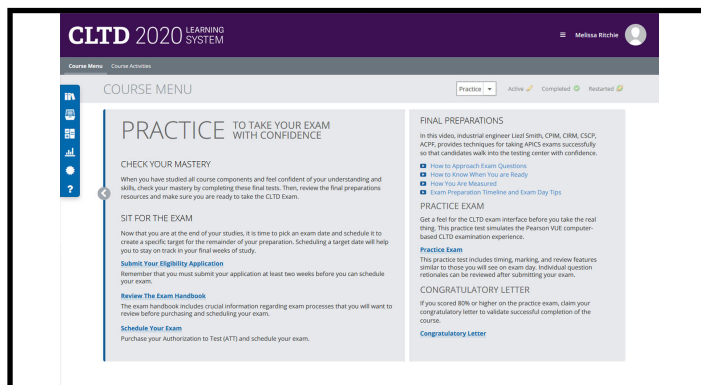 CLTD 2020 LEARNING SYSTEM
Melissa Ritchie
Course Menu Course Activities
COURSE MENU
Practice Active Completed Restarted
PRACTICE TO TAKE YOUR EXAM WITH CONFIDENCE
CHECK YOUR MASTERY
When you have studied all course components and feel confident of your understanding and
skills, check your mastery by completing these final tests. Then, review the final preparations
resources and make sure you are ready to take the CLTD Exam.
SIT FOR THE EXAM
Now that you are at the end of your studies, it is time to pick an exam date and schedule it to
create a specific target for the remainder of your preparation. Scheduling a target date will help
you to stay on track in your final weeks of study.
Submit Your Eligibility Application
Remember that you must submit your application at least two weeks before you can schedule
your exam.
Review The Exam Handbook
The exam handbook includes crucial information regarding exam processes that you will want to
review before purchasing and scheduling your exam.
Schedule Your Exam
Purchase your Authorization to Test (ATT) and schedule your exam.
FINAL PREPARATIONS
In this video, industrial engineer Liezl Smith, CPIM, CIRM, CSCP,
ACPF, provides techniques for taking APICS exams successfully
so that candidates walk into the testing center with confidence.
How to Approach Exam Questions
How to Know When You are Ready
How You Are Measured
Exam Preparation Timeline and Exam Day Tips
PRACTICE EXAM
Get a feel for the CLTD exam interface before you take the real
thing. This practice test simulates the Pearson VUE computer-
based CLTD examination experience.
Practice Exam
This practice test includes timing, marking, and review features
similar to those you will see on exam day. Individual question
rationales can be reviewed after submitting your exam.
CONGRATULATORY LETTER
If you scored 80% or higher on the practice exam, claim your
congratulatory letter to validate successful completion of the
course.
Congratulatory Letter